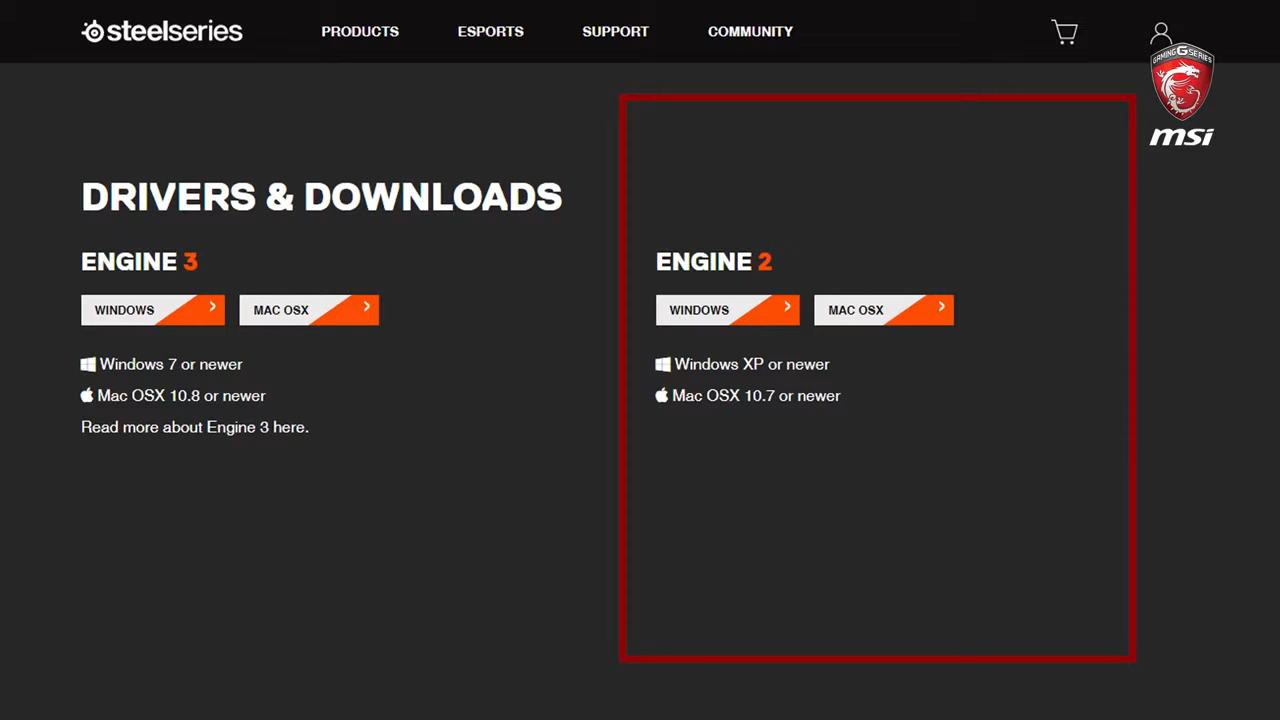 steelseries
PRODUCTS
ESPORTS
SUPPORT
COMMUNITY
GAMING G SERIES
msi
DRIVERS & DOWNLOADS
ENGINE 3
WINDOWS
MAC OSX
Windows 7 or newer
Mac OSX 10.8 or newer
Read more about Engine 3 here.
ENGINE 2
WINDOWS
MAC OSX
Windows XP or newer
Mac OSX 10.7 or newer